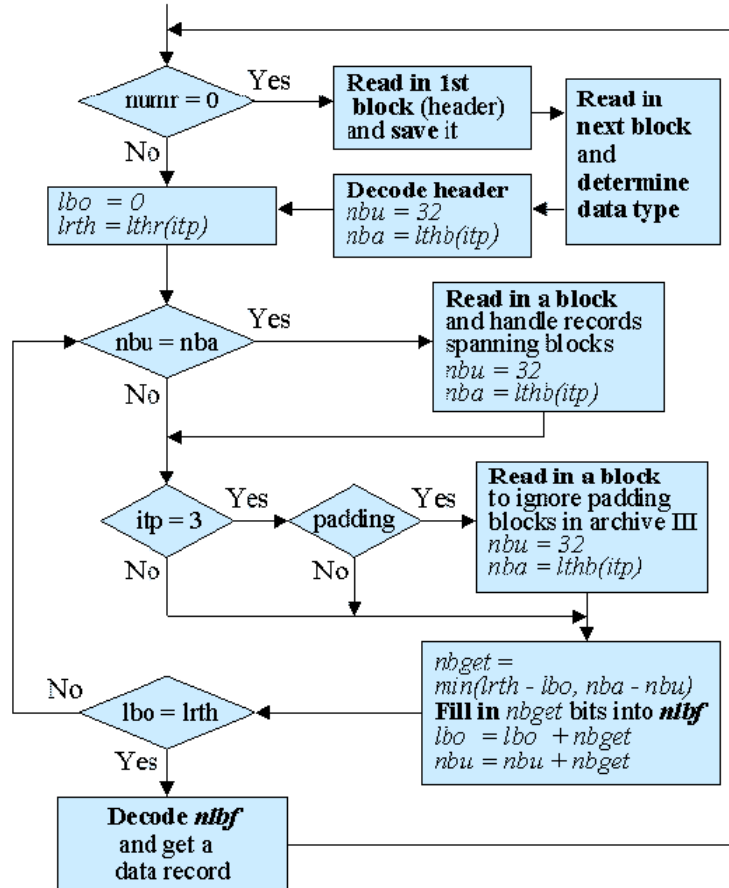 numr = 0
Yes
No
Read in 1st
block (header)
and save it
Read in
next block
and
determine
data type
Decode header
nbu = 32
nba = lthb(itp)
lbo = 0
lrth = lthr(itp)
nbu = nba
Yes
No
Read in a block
and handle records
spanning blocks
nbu = 32
nba = lthb(itp)
itp = 3
Yes
No
padding
Yes
No
Read in a block
to ignore padding
blocks in archive III
nbu = 32
nba = lthb(itp)
nbget =
min(lrth - lbo, nba - nbu)
Fill in nbget bits into nlbf
lbo = lbo + nbget
nbu = nbu + nbget
lbo = lrth
No
Yes
Decode nlbf
and get a
data record